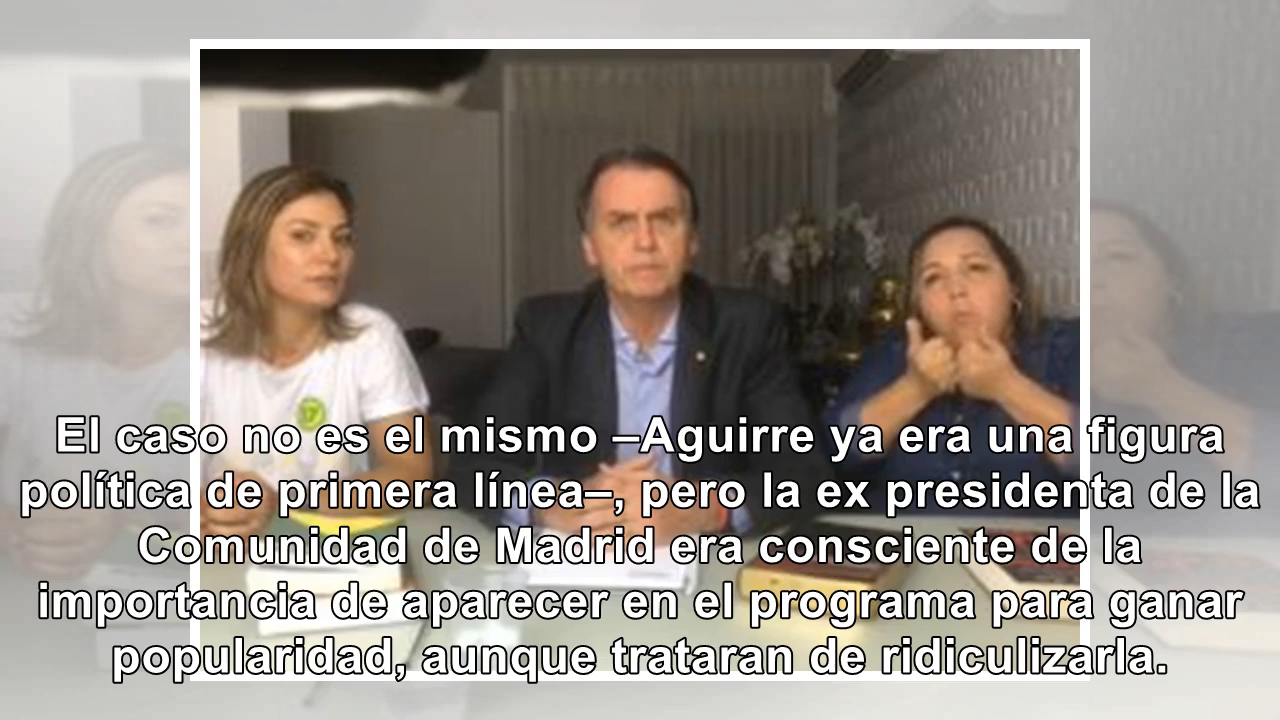 17
El caso no es el mismo –Aguirre ya era una figura
política de primera línea–, pero la ex presidenta de la
Comunidad de Madrid era consciente de la
importancia de aparecer en el programa para ganar
popularidad, aunque trataran de ridiculizarla.